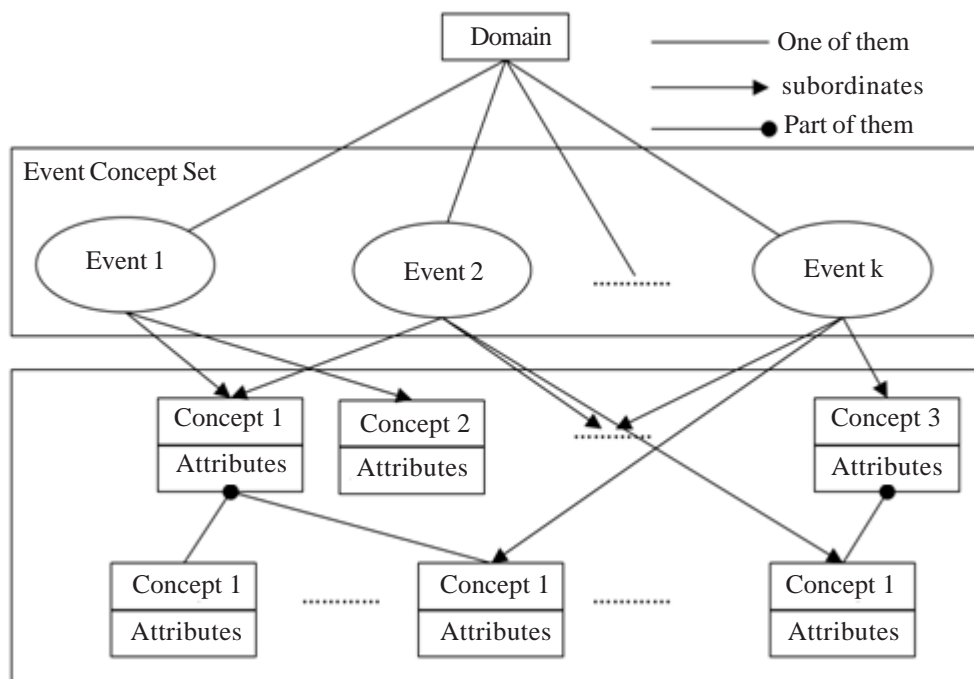 Domain
One of them
subordinates
Part of them
Event Concept Set
Event 1
Event 2
Event k
Concept 1
Attributes
Concept 2
Attributes
Concept 3
Attributes
Concept 1
Attributes
Concept 1
Attributes
Concept 1
Attributes